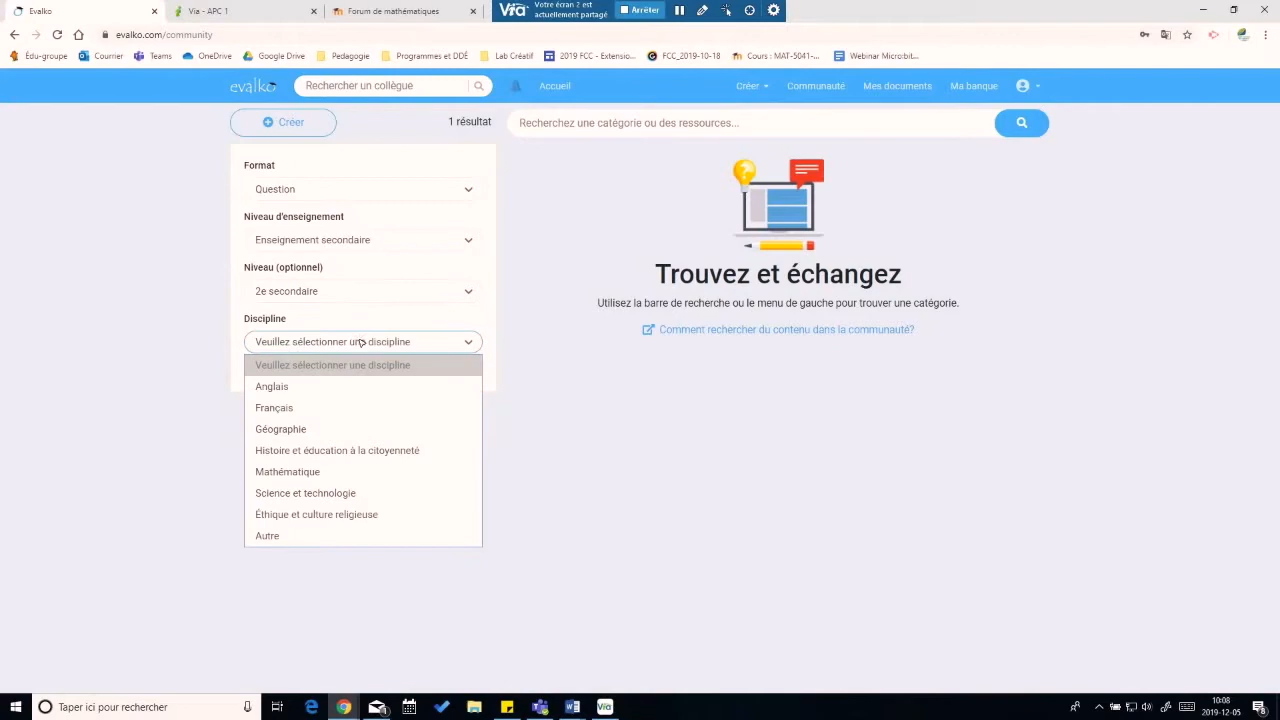 Evalko
Via - APC 1
Forum de mathématiques
Via
Votre écran 2 est
actuellement partagé
Arrêter
evalko.com/community
Édu-groupe
Courrier
Teams
OneDrive
Google Drive
Pedagogie
Programmes et DDÉ
Lab Créatif
2019 FCC - Extensio...
FCC_2019-10-18
Cours : MAT-5041-...
Webinar Micro:bit...
evalko
Rechercher un collègue
Accueil
Créer
Communauté
Mes documents
Ma banque
Créer
1 résultat
Recherchez une catégorie ou des ressources...
Format
Question
Niveau d'enseignement
Enseignement secondaire
Niveau (optionnel)
2e secondaire
Discipline
Veuillez sélectionner une discipline
Veuillez sélectionner une discipline
Anglais
Français
Géographie
Histoire et éducation à la citoyenneté
Mathématique
Science et technologie
Éthique et culture religieuse
Autre
Trouvez et échangez
Utilisez la barre de recherche ou le menu de gauche pour trouver une catégorie.
Comment rechercher du contenu dans la communauté?
Taper ici pour rechercher
Via
10:08
2019-12-05